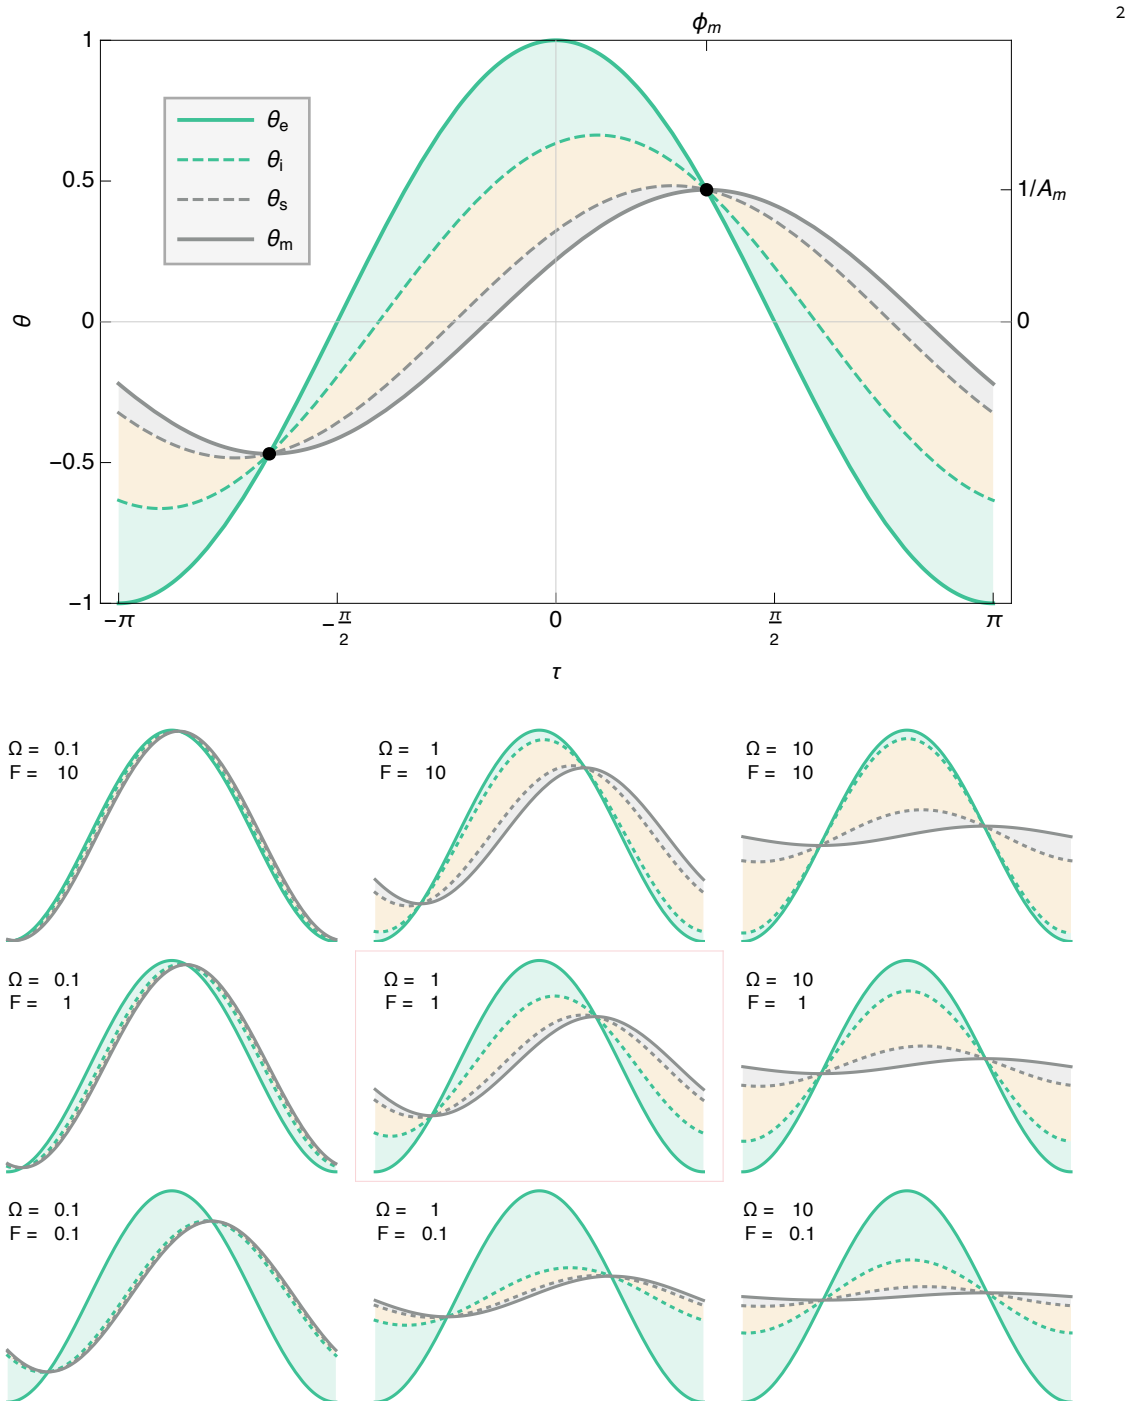 2
ϕm
1
θe
θi
θs
θm
0.5
1/Am
θ
0
0
−0.5
−1
−π
−π/2
0
π/2
π
τ
Ω = 0.1
F = 10
Ω = 1
F = 10
Ω = 10
F = 10
Ω = 0.1
F = 1
Ω = 1
F = 1
Ω = 10
F = 1
Ω = 0.1
F = 0.1
Ω = 1
F = 0.1
Ω = 10
F = 0.1